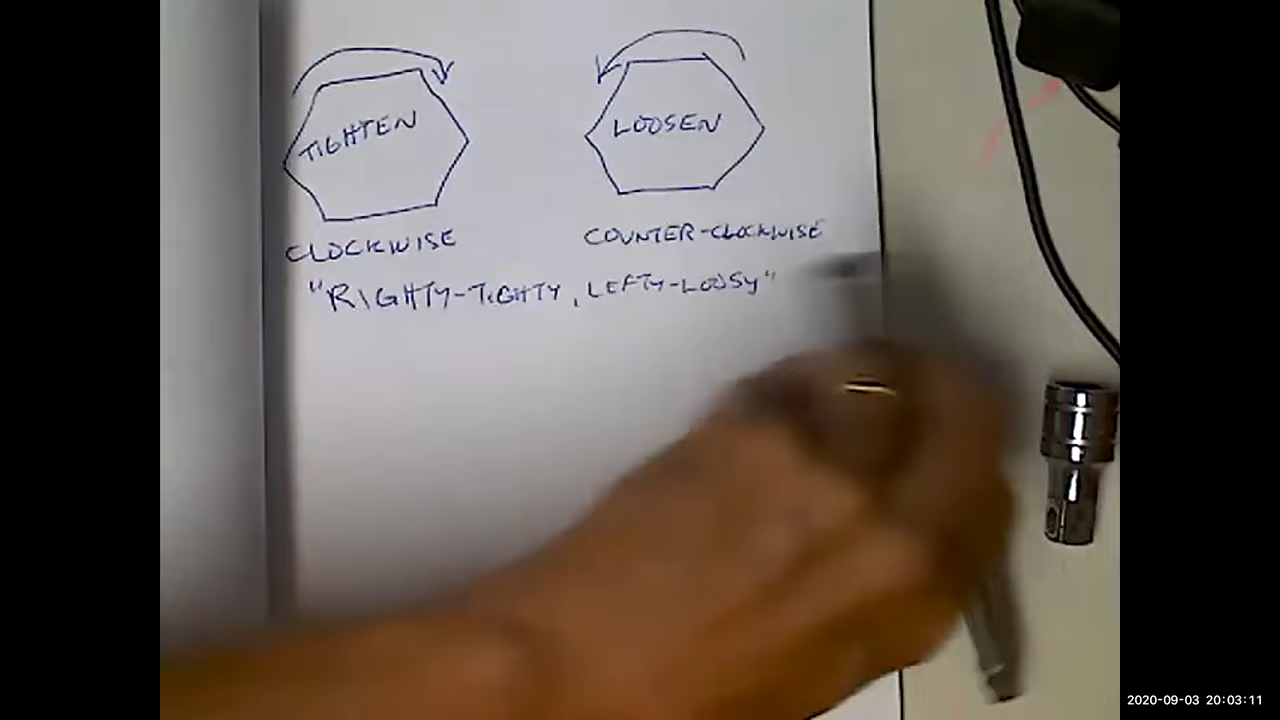 TIGHTEN
LOOSEN
CLOCKWISE
COUNTER-CLOCKWISE
"RIGHTY-TIGHTY, LEFTY-LOOSY"
2020-09-03 20:03:11